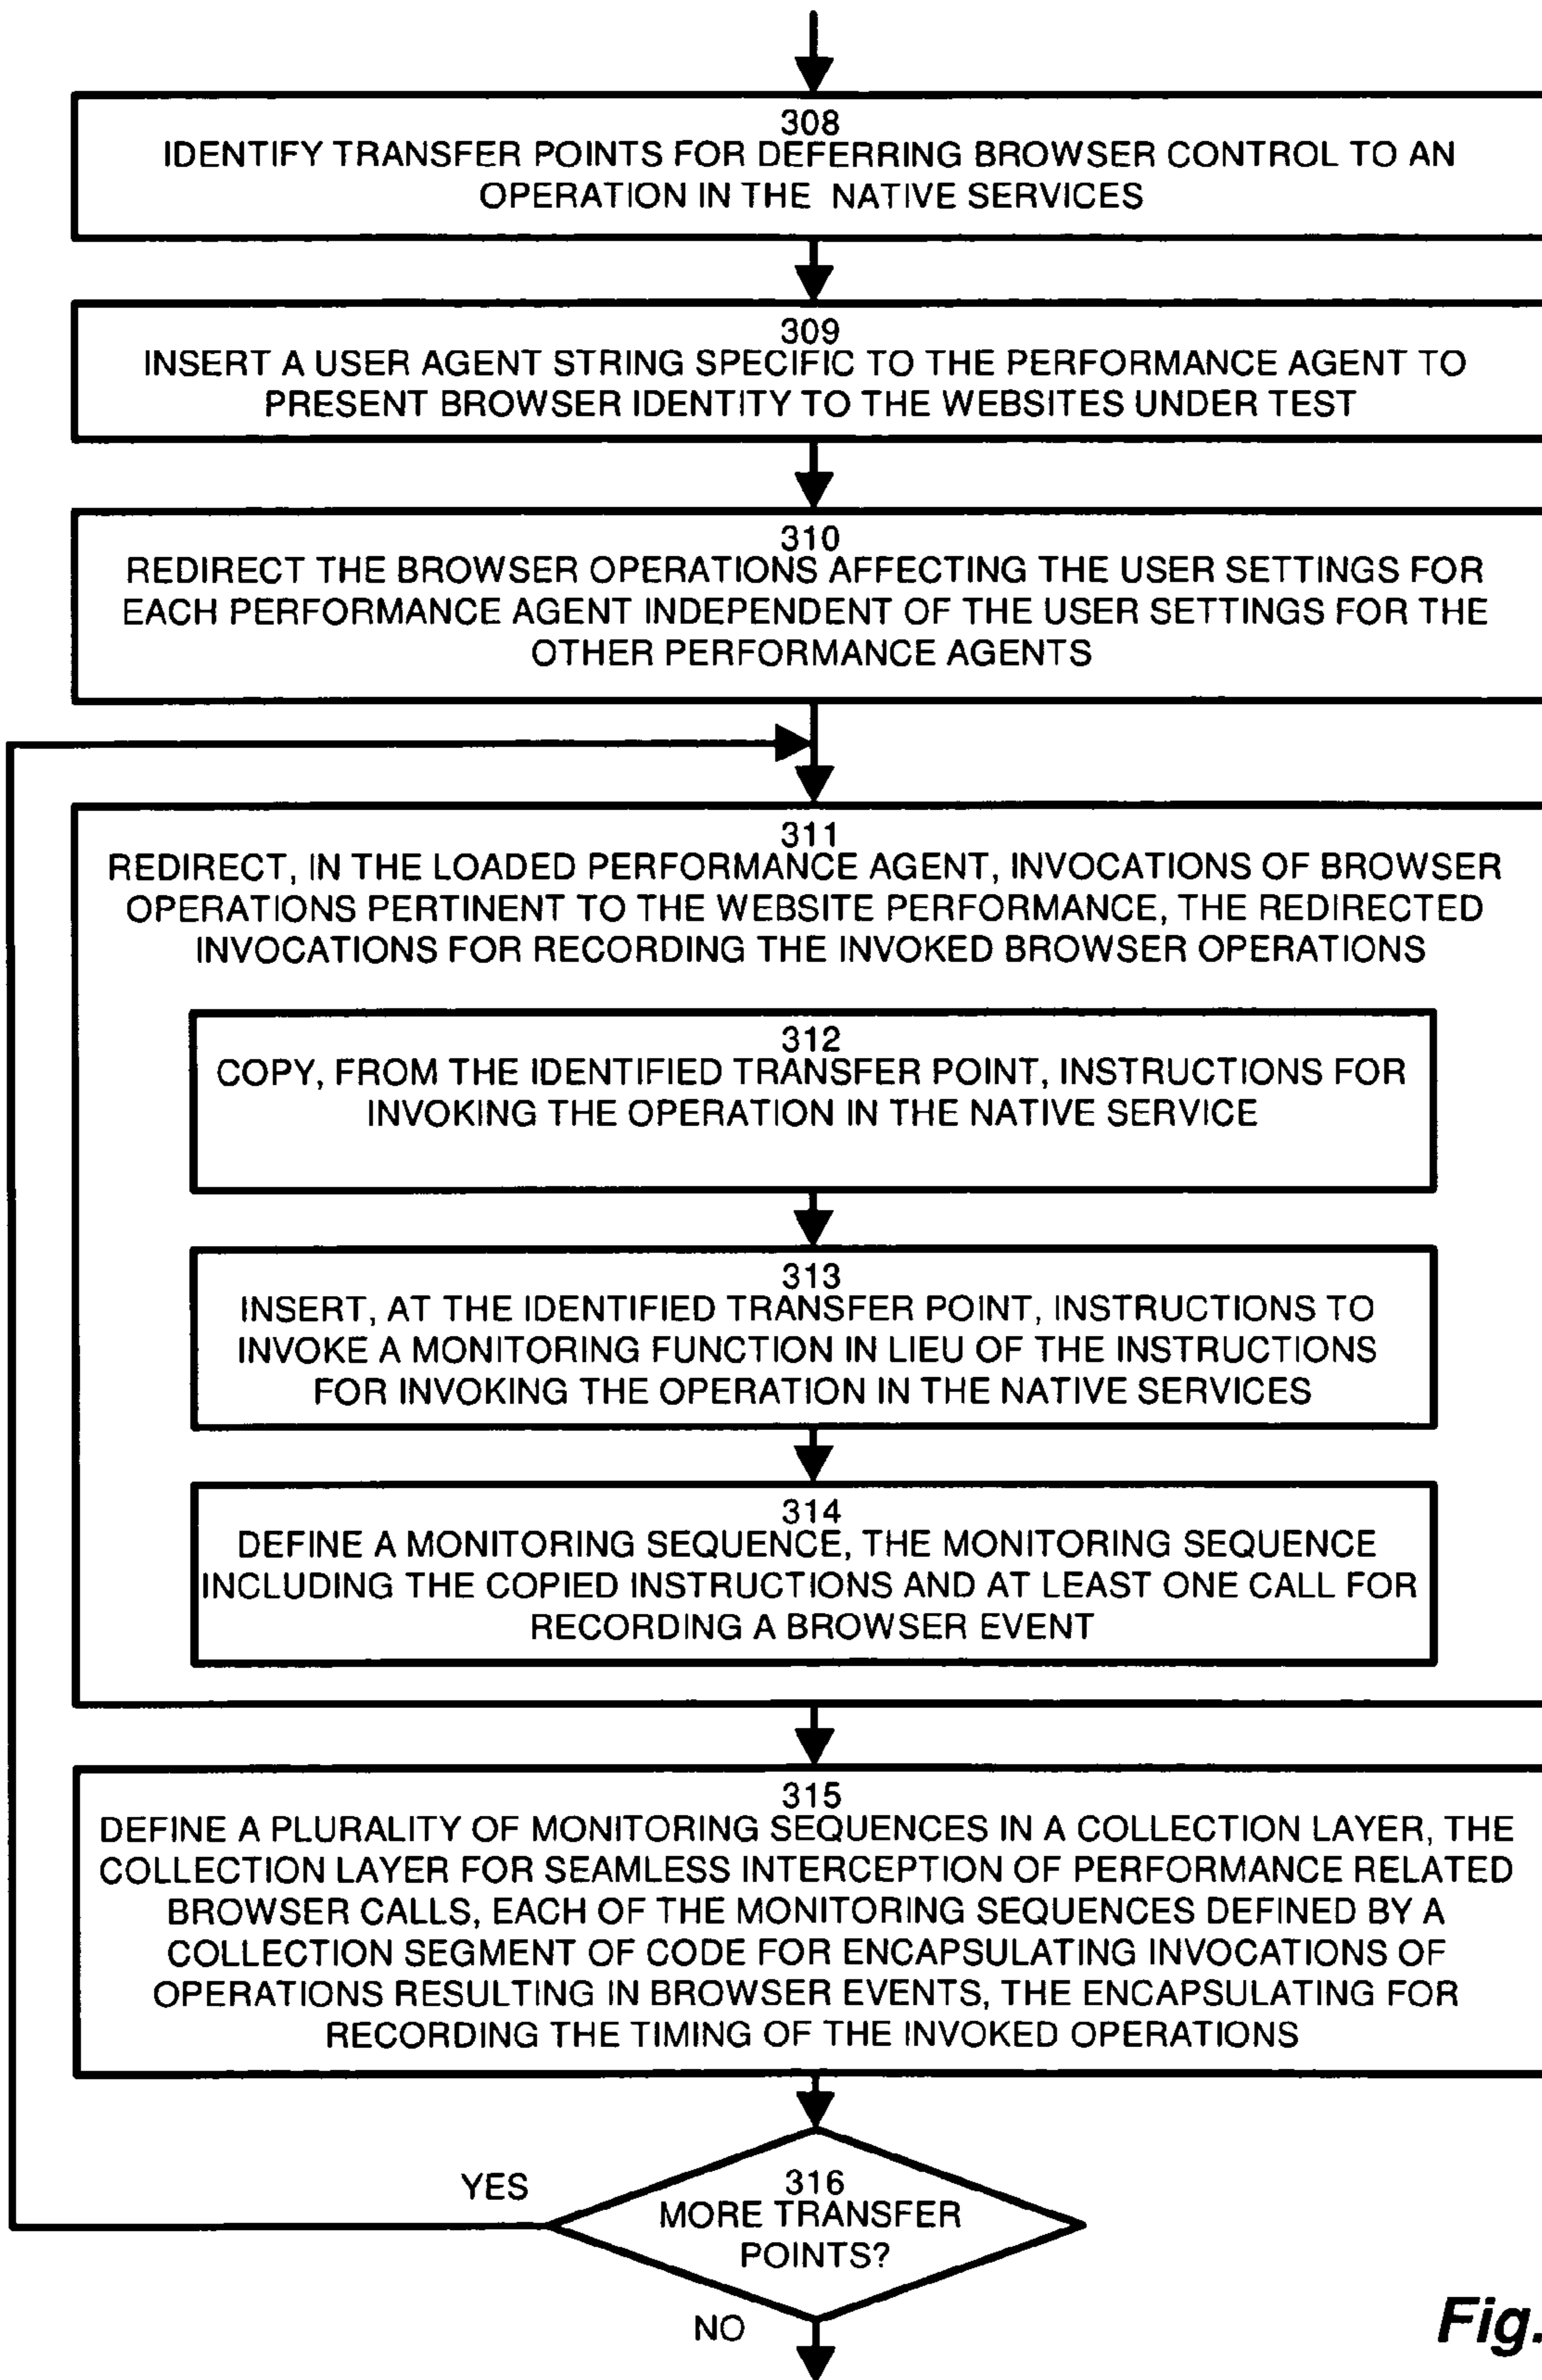 308
IDENTIFY TRANSFER POINTS FOR DEFERRING BROWSER CONTROL TO AN
OPERATION IN THE NATIVE SERVICES
309
INSERT A USER AGENT STRING SPECIFIC TO THE PERFORMANCE AGENT TO
PRESENT BROWSER IDENTITY TO THE WEBSITES UNDER TEST
310
REDIRECT THE BROWSER OPERATIONS AFFECTING THE USER SETTINGS FOR
EACH PERFORMANCE AGENT INDEPENDENT OF THE USER SETTINGS FOR THE
OTHER PERFORMANCE AGENTS
311
REDIRECT, IN THE LOADED PERFORMANCE AGENT, INVOCATIONS OF BROWSER
OPERATIONS PERTINENT TO THE WEBSITE PERFORMANCE, THE REDIRECTED
INVOCATIONS FOR RECORDING THE INVOKED BROWSER OPERATIONS
312
COPY, FROM THE IDENTIFIED TRANSFER POINT, INSTRUCTIONS FOR
INVOKING THE OPERATION IN THE NATIVE SERVICE
313
INSERT, AT THE IDENTIFIED TRANSFER POINT, INSTRUCTIONS TO
INVOKE A MONITORING FUNCTION IN LIEU OF THE INSTRUCTIONS
FOR INVOKING THE OPERATION IN THE NATIVE SERVICES
314
DEFINE A MONITORING SEQUENCE, THE MONITORING SEQUENCE
INCLUDING THE COPIED INSTRUCTIONS AND AT LEAST ONE CALL FOR
RECORDING A BROWSER EVENT
315
DEFINE A PLURALITY OF MONITORING SEQUENCES IN A COLLECTION LAYER, THE
COLLECTION LAYER FOR SEAMLESS INTERCEPTION OF PERFORMANCE RELATED
BROWSER CALLS, EACH OF THE MONITORING SEQUENCES DEFINED BY A
COLLECTION SEGMENT OF CODE FOR ENCAPSULATING INVOCATIONS OF
OPERATIONS RESULTING IN BROWSER EVENTS, THE ENCAPSULATING FOR
RECORDING THE TIMING OF THE INVOKED OPERATIONS
YES
316
MORE TRANSFER
POINTS?
NO
Fig.